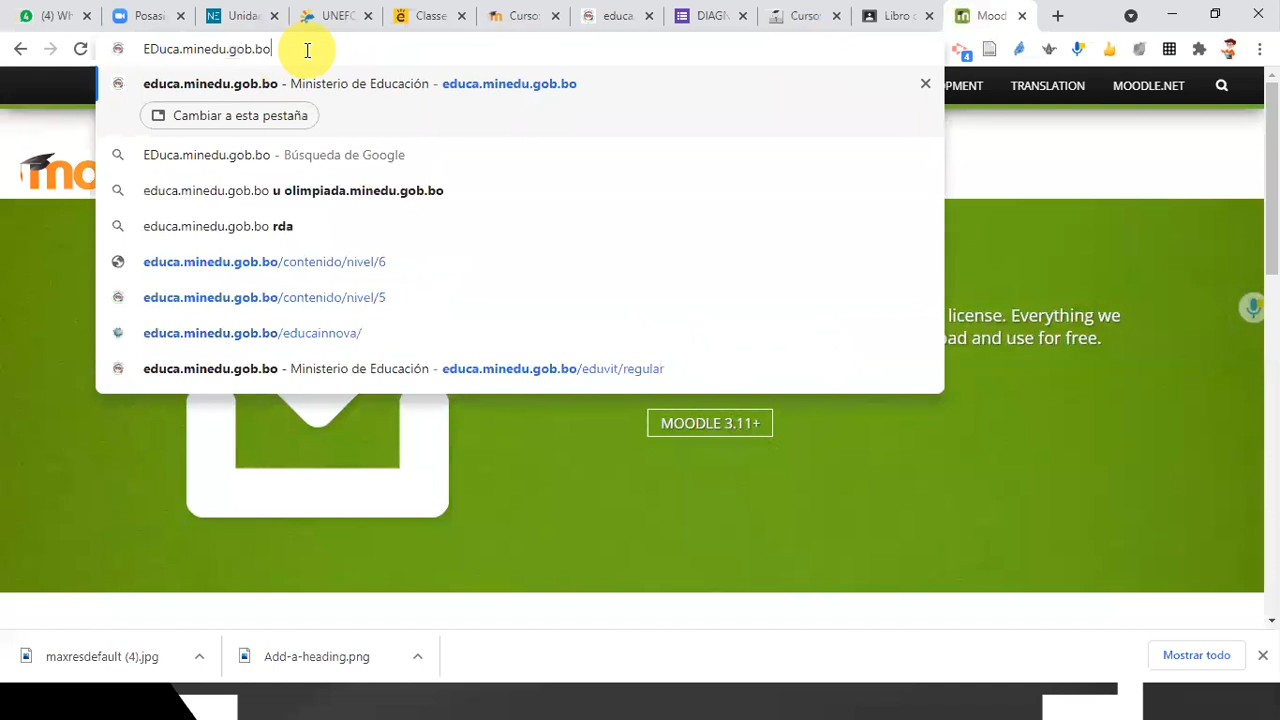 (4) Wh
Posasi
Unida
UNEFC
Classe
Curso
educa.
DIAGN
Curso
Libro c
Mood
EDuca.minedu.gob.bo
4
educa.minedu.gob.bo - Ministerio de Educación - educa.minedu.gob.bo
Cambiar a esta pestaña
PMENT TRANSLATION MOODLE.NET
EDuca.minedu.gob.bo - Búsqueda de Google
mo
educa.minedu.gob.bo u olimpiada.minedu.gob.bo
educa.minedu.gob.bo rda
educa.minedu.gob.bo/contenido/nivel/6
educa.minedu.gob.bo/contenido/nivel/5
license. Everything we
educa.minedu.gob.bo/educainnova/
ad and use for free.
educa.minedu.gob.bo - Ministerio de Educación - educa.minedu.gob.bo/eduvit/regular
MOODLE 3.11+
maxresdefault (4).jpg
Add-a-heading.png
Mostrar todo